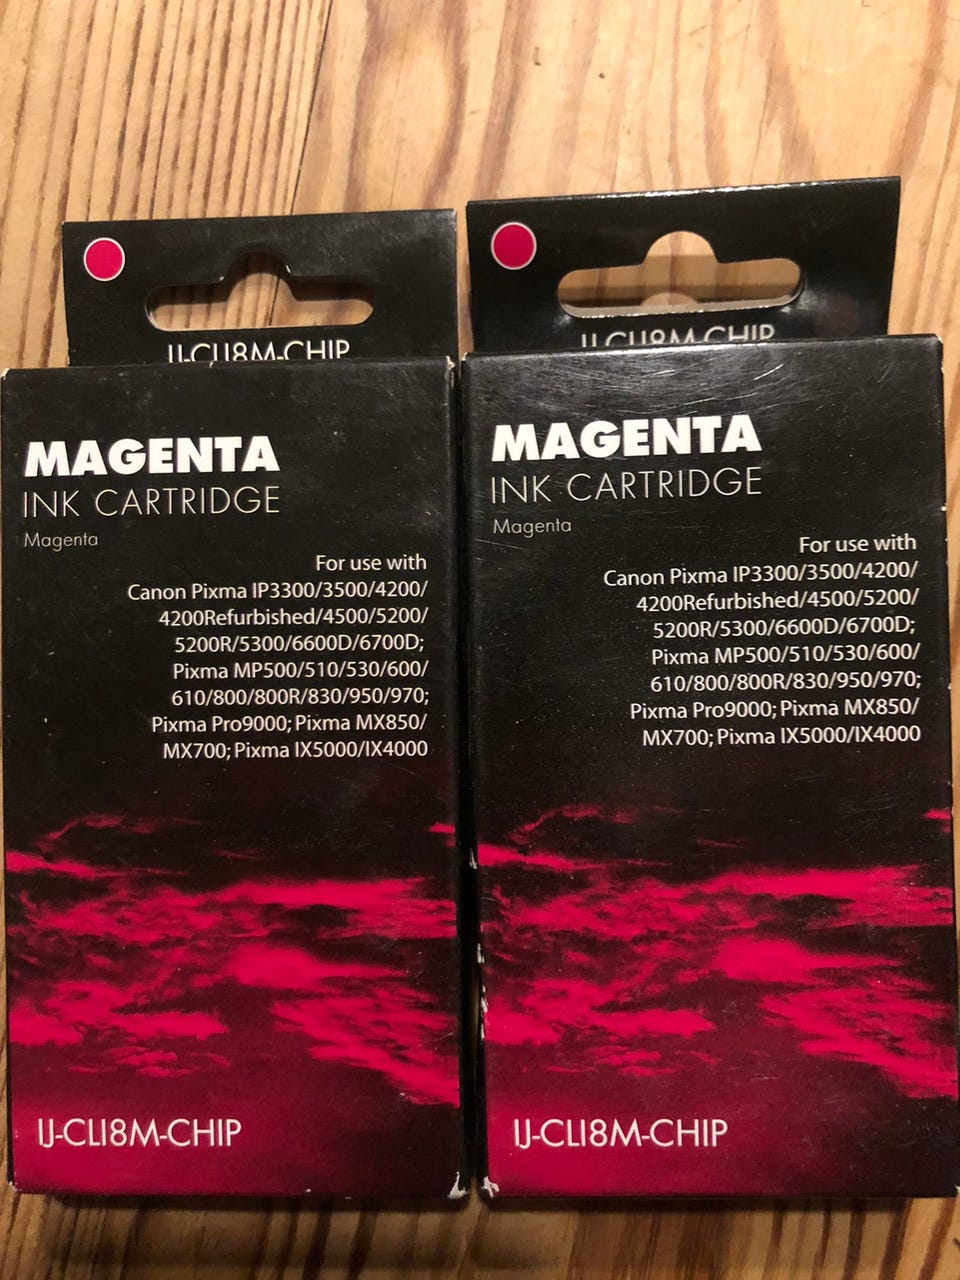 IJ-CLI8M-CHIP
MAGENTA
INK CARTRIDGE
Magenta
For use with
Canon Pixma IP3300/3500/4200/
4200Refurbished/4500/5200/
5200R/5300/6600D/6700D;
Pixma MP500/510/530/600/
610/800/800R/830/950/970;
Pixma Pro9000; Pixma MX850/
MX700; Pixma IX5000/IX4000
IJ-CLI8M-CHIP
IJ-CLI8M-CHIP
MAGENTA
INK CARTRIDGE
Magenta
For use with
Canon Pixma IP3300/3500/4200/
4200Refurbished/4500/5200/
5200R/5300/6600D/6700D;
Pixma MP500/510/530/600/
610/800/800R/830/950/970;
Pixma Pro9000; Pixma MX850/
MX700; Pixma IX5000/IX4000
IJ-CLI8M-CHIP